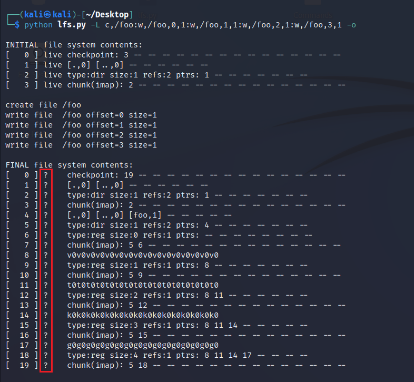 (kali㉿kali)-[~/Desktop]
$ python lfs.py -L c,/foo:w,/foo,0,1:w,/foo,1,1:w,/foo,2,1:w,/foo,3,1 -o
INITIAL file system contents:
[   0 ] live checkpoint: 3 -- -- -- -- -- -- -- -- -- -- -- -- -- -- --
[   1 ] live [.,0] [..,0] -- -- -- -- -- --
[   2 ] live type:dir size:1 refs:2 ptrs: 1 -- -- -- -- -- -- --
[   3 ] live chunk(imap): 2 -- -- -- -- -- -- -- -- -- -- -- -- -- -- --
create file /foo
write file  /foo offset=0 size=1
write file  /foo offset=1 size=1
write file  /foo offset=2 size=1
write file  /foo offset=3 size=1
FINAL file system contents:
[   0 ] ?    checkpoint: 19 -- -- -- -- -- -- -- -- -- -- -- -- -- -- --
[   1 ] ?    [.,0] [..,0] -- -- -- -- -- --
[   2 ] ?    type:dir size:1 refs:2 ptrs: 1 -- -- -- -- -- -- --
[   3 ] ?    chunk(imap): 2 -- -- -- -- -- -- -- -- -- -- -- -- -- -- --
[   4 ] ?    [.,0] [..,0] [foo,1] -- -- -- -- --
[   5 ] ?    type:dir size:1 refs:2 ptrs: 4 -- -- -- -- -- -- --
[   6 ] ?    type:reg size:0 refs:1 ptrs: -- -- -- -- -- -- -- --
[   7 ] ?    chunk(imap): 5 6 -- -- -- -- -- -- -- -- -- -- -- -- -- --
[   8 ] ?    v0v0v0v0v0v0v0v0v0v0v0v0v0v0v0v0
[   9 ] ?    type:reg size:1 refs:1 ptrs: 8 -- -- -- -- -- -- --
[  10 ] ?    chunk(imap): 5 9 -- -- -- -- -- -- -- -- -- -- -- -- -- --
[  11 ] ?    t0t0t0t0t0t0t0t0t0t0t0t0t0t0t0t0
[  12 ] ?    type:reg size:2 refs:1 ptrs: 8 11 -- -- -- -- -- --
[  13 ] ?    chunk(imap): 5 12 -- -- -- -- -- -- -- -- -- -- -- -- -- --
[  14 ] ?    k0k0k0k0k0k0k0k0k0k0k0k0k0k0k0k0
[  15 ] ?    type:reg size:3 refs:1 ptrs: 8 11 14 -- -- -- -- --
[  16 ] ?    chunk(imap): 5 15 -- -- -- -- -- -- -- -- -- -- -- -- -- --
[  17 ] ?    g0g0g0g0g0g0g0g0g0g0g0g0g0g0g0g0
[  18 ] ?    type:reg size:4 refs:1 ptrs: 8 11 14 17 -- -- -- --
[  19 ] ?    chunk(imap): 5 18 -- -- -- -- -- -- -- -- -- -- -- -- -- --